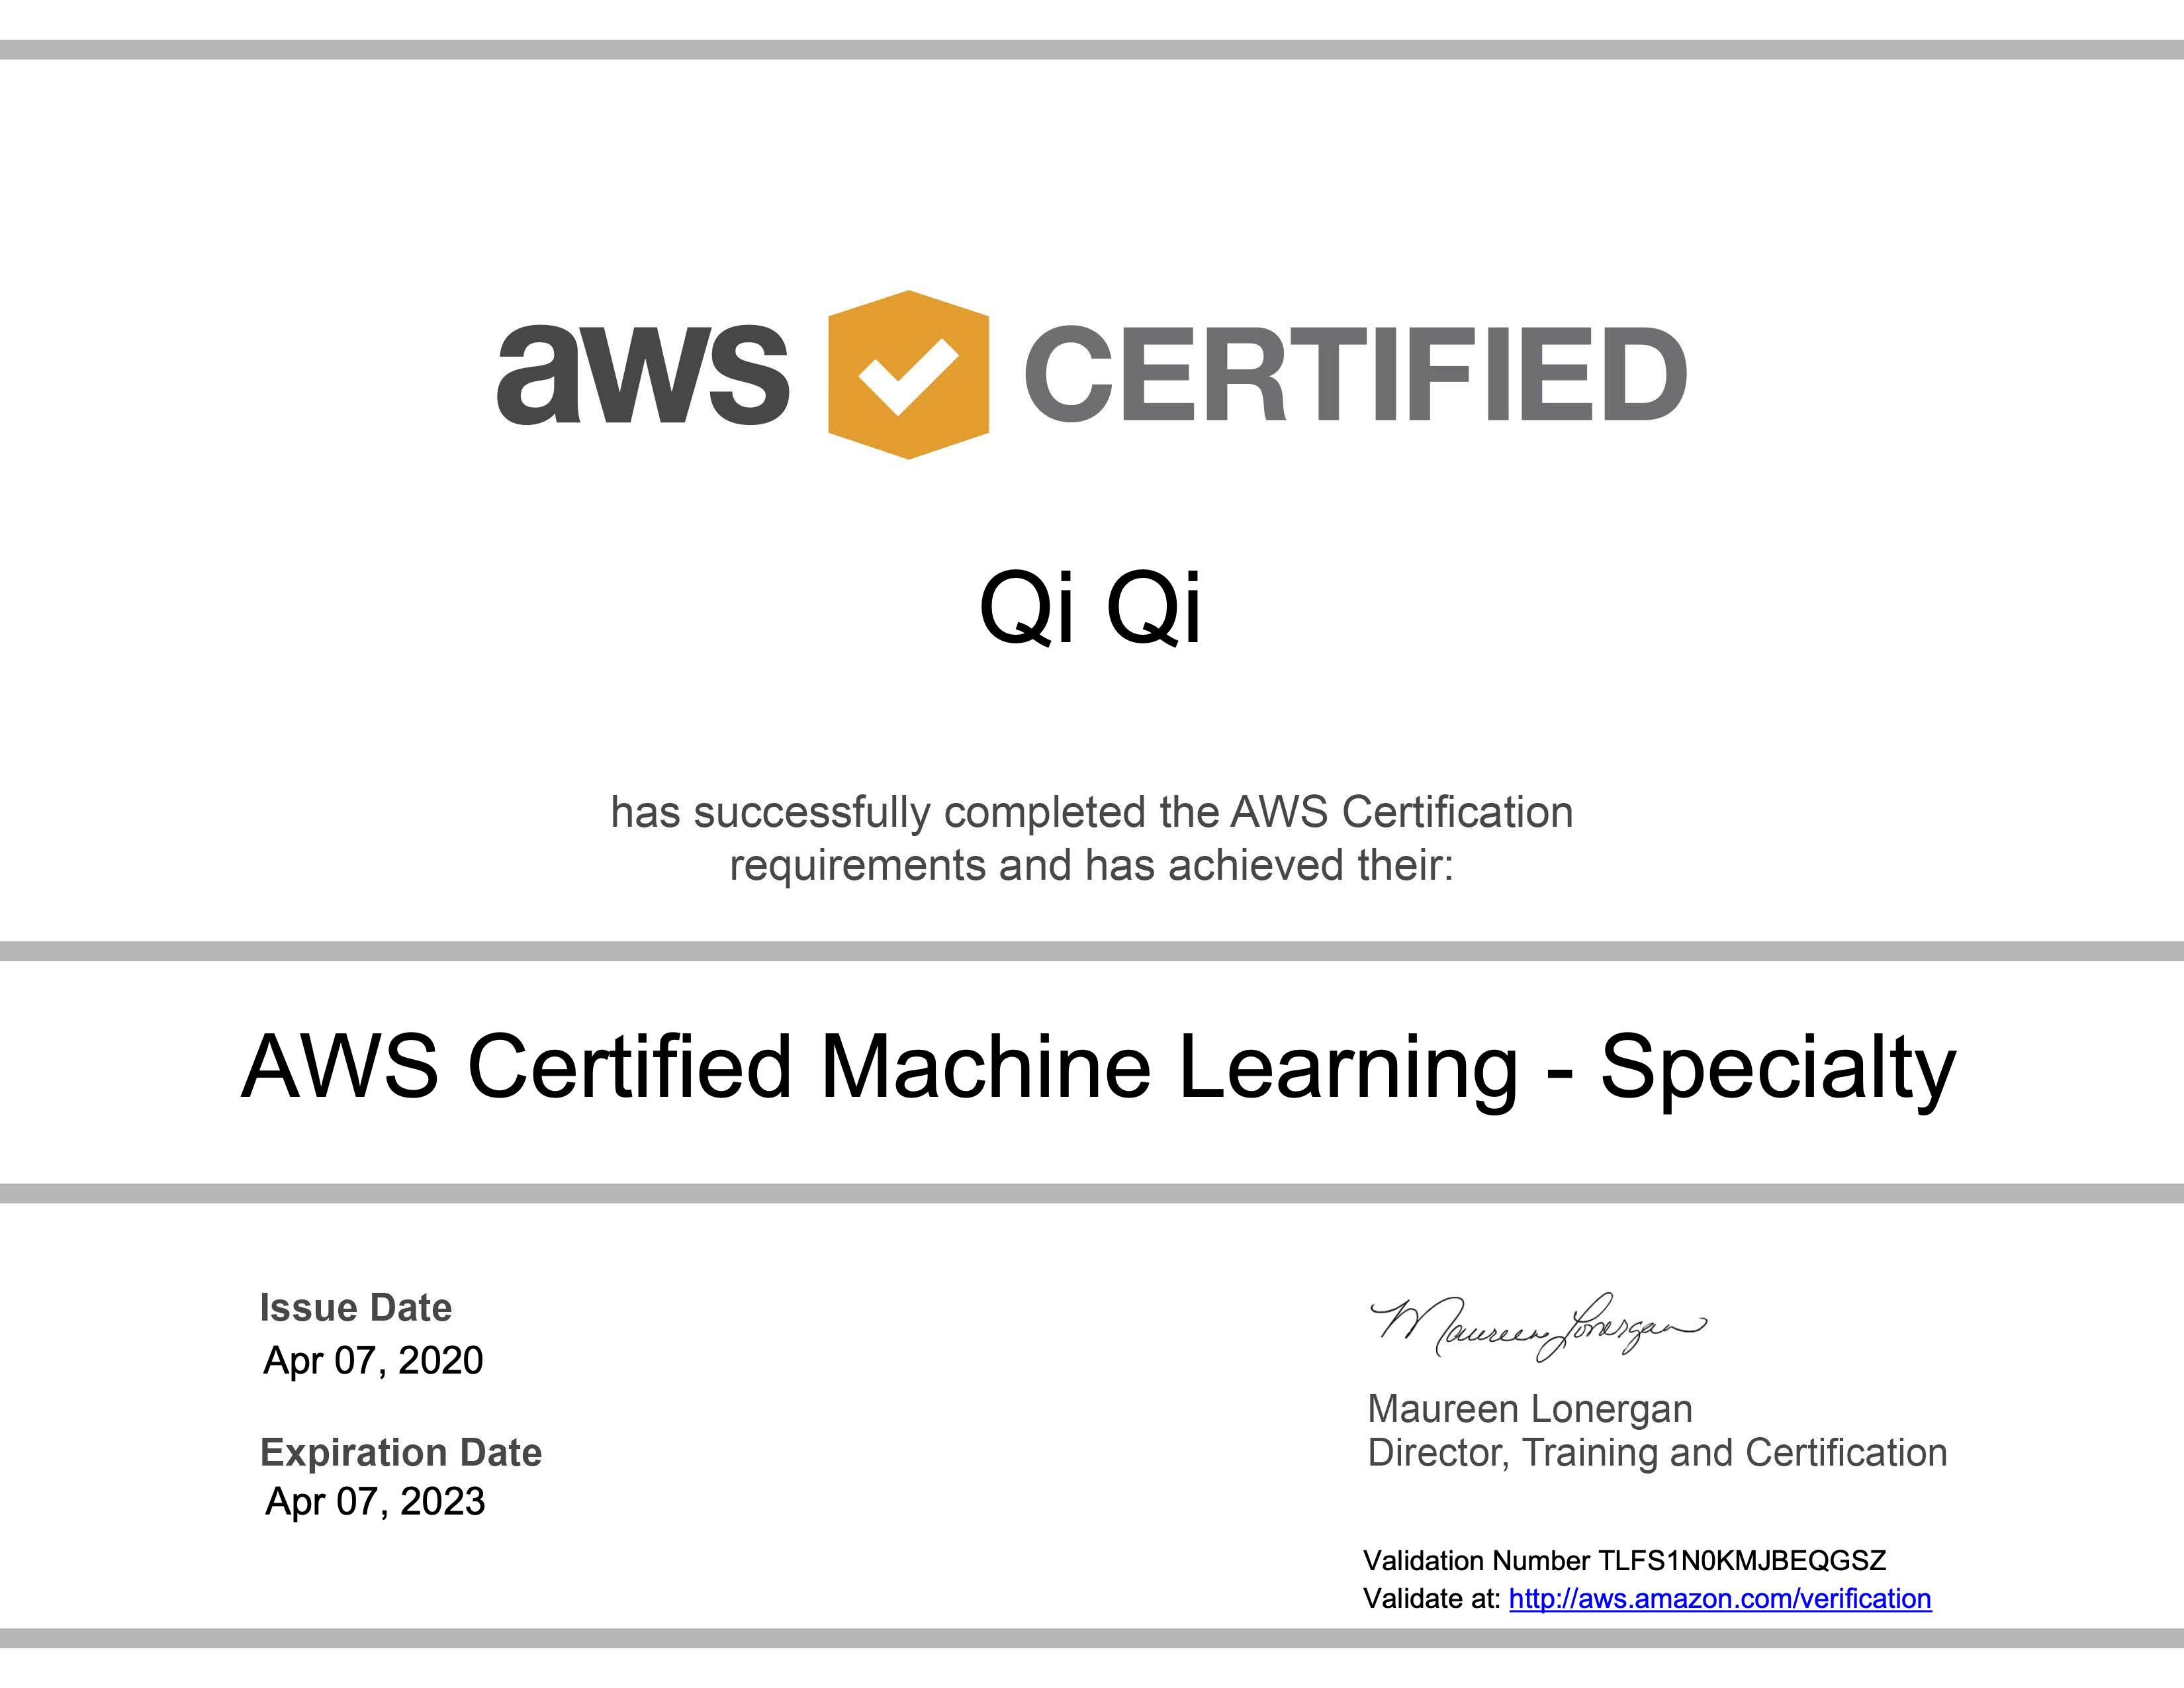 aws CERTIFIED
Qi Qi
has successfully completed the AWS Certification
requirements and has achieved their:
AWS Certified Machine Learning - Specialty
Issue Date
Apr 07, 2020
Expiration Date
Apr 07, 2023
Maureen Lonergan
Maureen Lonergan
Director, Training and Certification
Validation Number TLFS1N0KMJBEQGSZ
Validate at: http://aws.amazon.com/verification